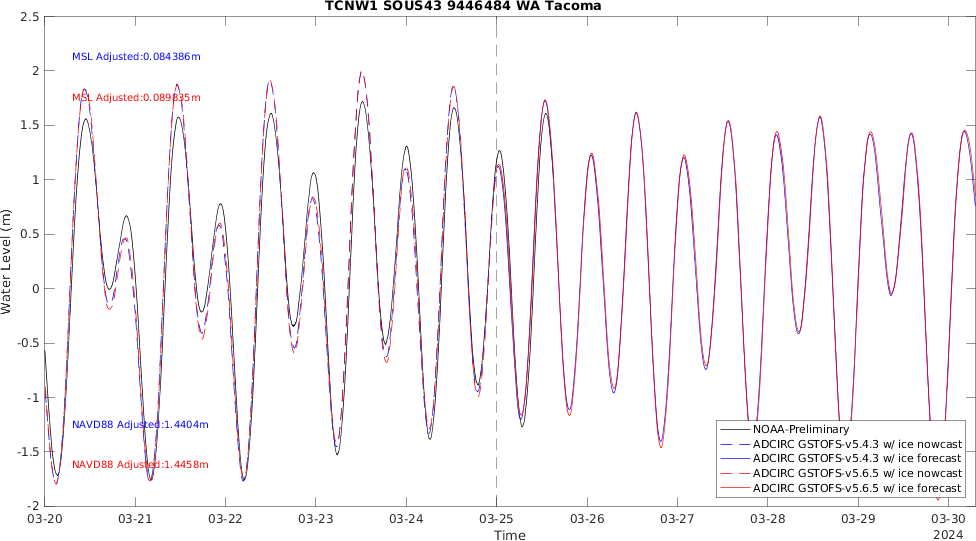 TCNW1 SOUS43 9446484 WA Tacoma
2.5
2
1.5
1
0.5
0
-0.5
-1
-1.5
-2
Water Level (m)
MSL Adjusted:0.084386m
MSL Adjusted:0.089835m
NAVD88 Adjusted:1.4404m
NAVD88 Adjusted:1.4458m
NOAA-Preliminary
ADCIRC GSTOFS-v5.4.3 w/ ice nowcast
ADCIRC GSTOFS-v5.4.3 w/ ice forecast
ADCIRC GSTOFS-v5.6.5 w/ ice nowcast
ADCIRC GSTOFS-v5.6.5 w/ ice forecast
03-20 03-21 03-22 03-23 03-24 03-25 03-26 03-27 03-28 03-29 03-30
Time
2024